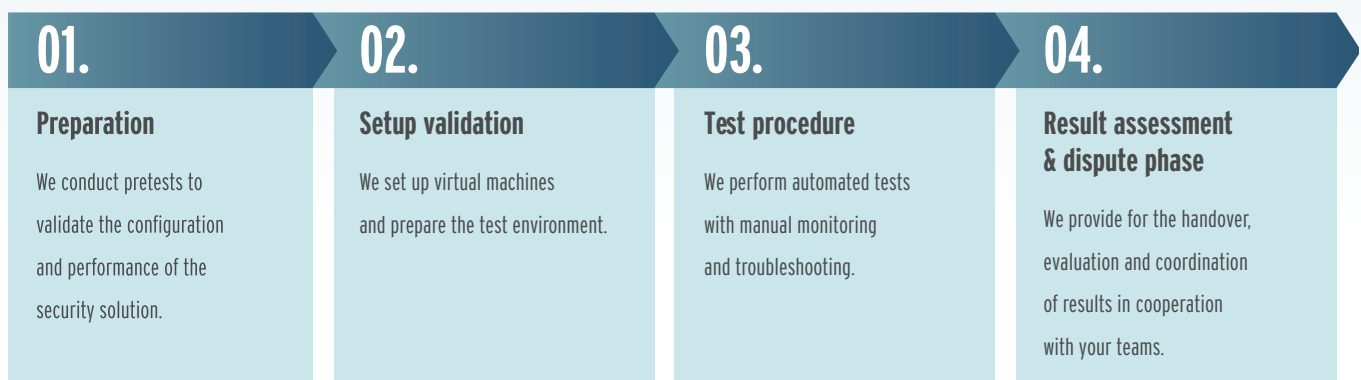 01.
Preparation
We conduct pretests to
validate the configuration
and performance of the
security solution.
02.
Setup validation
We set up virtual machines
and prepare the test environment.
03.
Test procedure
We perform automated tests
with manual monitoring
and troubleshooting.
04.
Result assessment
& dispute phase
We provide for the handover,
evaluation and coordination
of results in cooperation
with your teams.